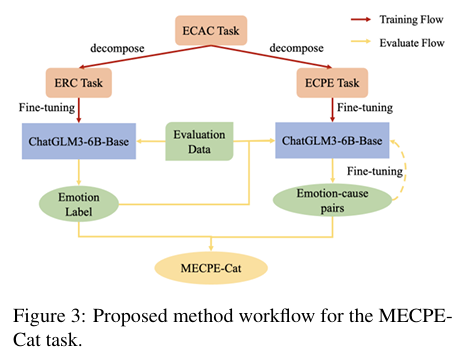 ECAC Task
Training Flow
Evaluate Flow
decompose
decompose
ERC Task
ECPE Task
Fine-tuning
Fine-tuning
ChatGLM3-6B-Base
Evaluation
Data
ChatGLM3-6B-Base
Fine-tuning
Emotion
Label
Emotion-cause
pairs
MECPE-Cat
Figure 3: Proposed method workflow for the MECPE-
Cat task.